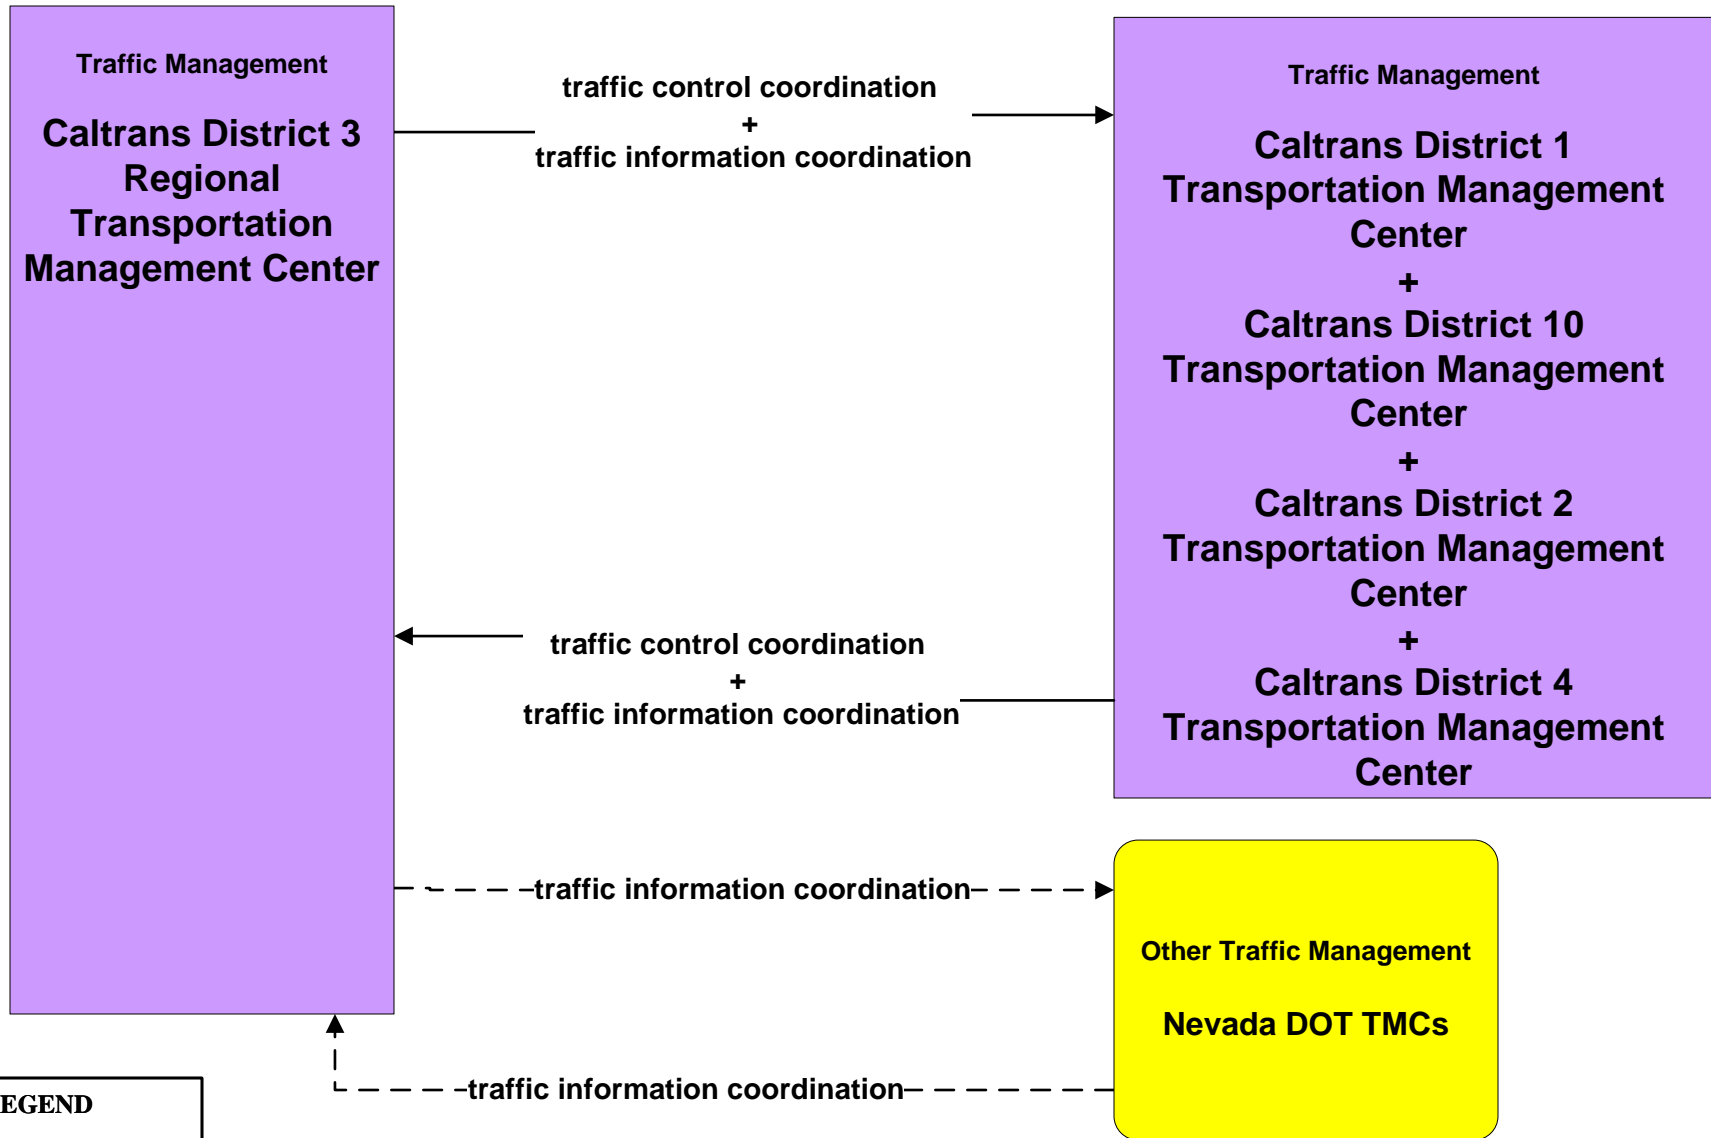 Traffic Management
Caltrans District 3
Regional
Transportation
Management Center
traffic control coordination
+
traffic information coordination
Traffic Management
Caltrans District 1
Transportation Management
Center
+
Caltrans District 10
Transportation Management
Center
+
Caltrans District 2
Transportation Management
Center
+
Caltrans District 4
Transportation Management
Center
traffic control coordination
+
traffic information coordination
traffic information coordination
Other Traffic Management
Nevada DOT TMCs
traffic information coordination
EGEND